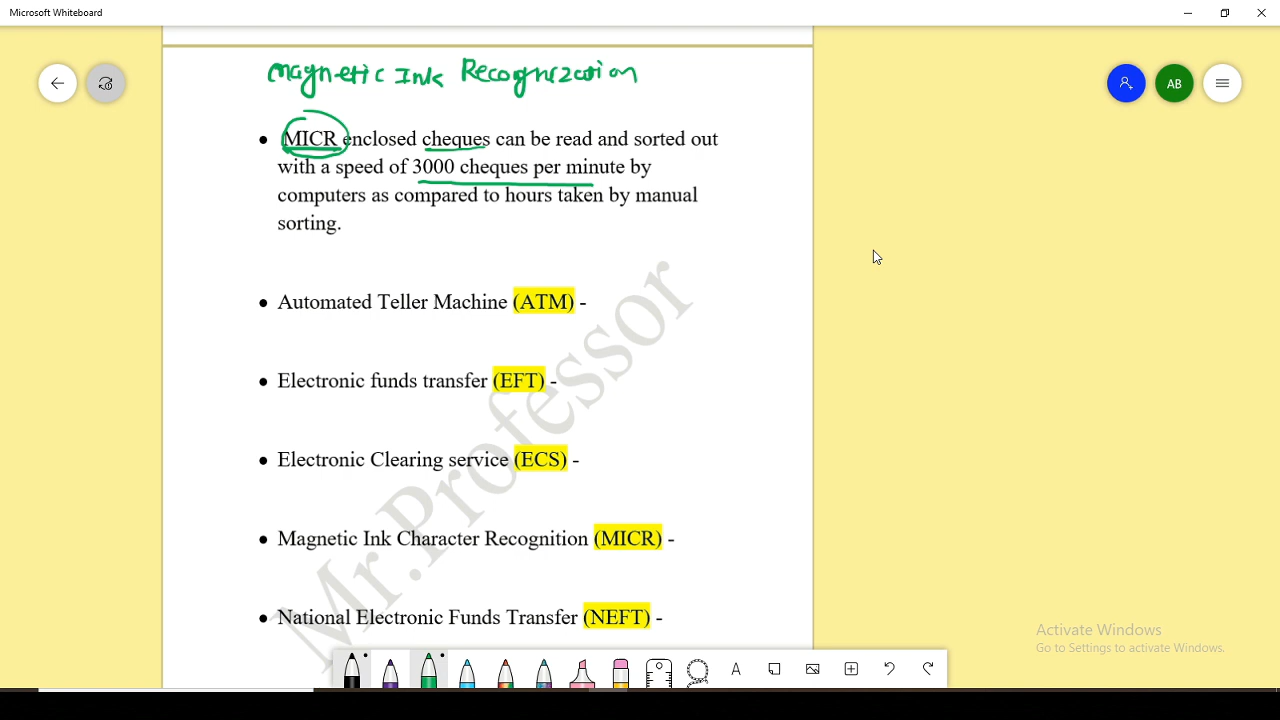 Microsoft Whiteboard
Magnetic Ink Recognization
AB
• MICR enclosed cheques can be read and sorted out
with a speed of 3000 cheques per minute by
computers as compared to hours taken by manual
sorting.
• Automated Teller Machine (ATM) -
• Electronic funds transfer (EFT) -
• Electronic Clearing service (ECS) -
• Magnetic Ink Character Recognition (MICR) -
• National Electronic Funds Transfer (NEFT) -
Mr.Professor
Activate Windows
Go to Settings to activate Windows.
A